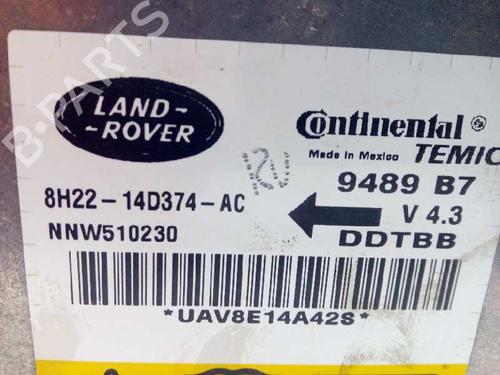 LAND-
-ROVER
Continental
Made in Mexico TEMIC
8H22-14D374-AC
9489 B7
NNW510230
V 4.3
DDTBB
*UAV8E14A42S*
B-PARTS